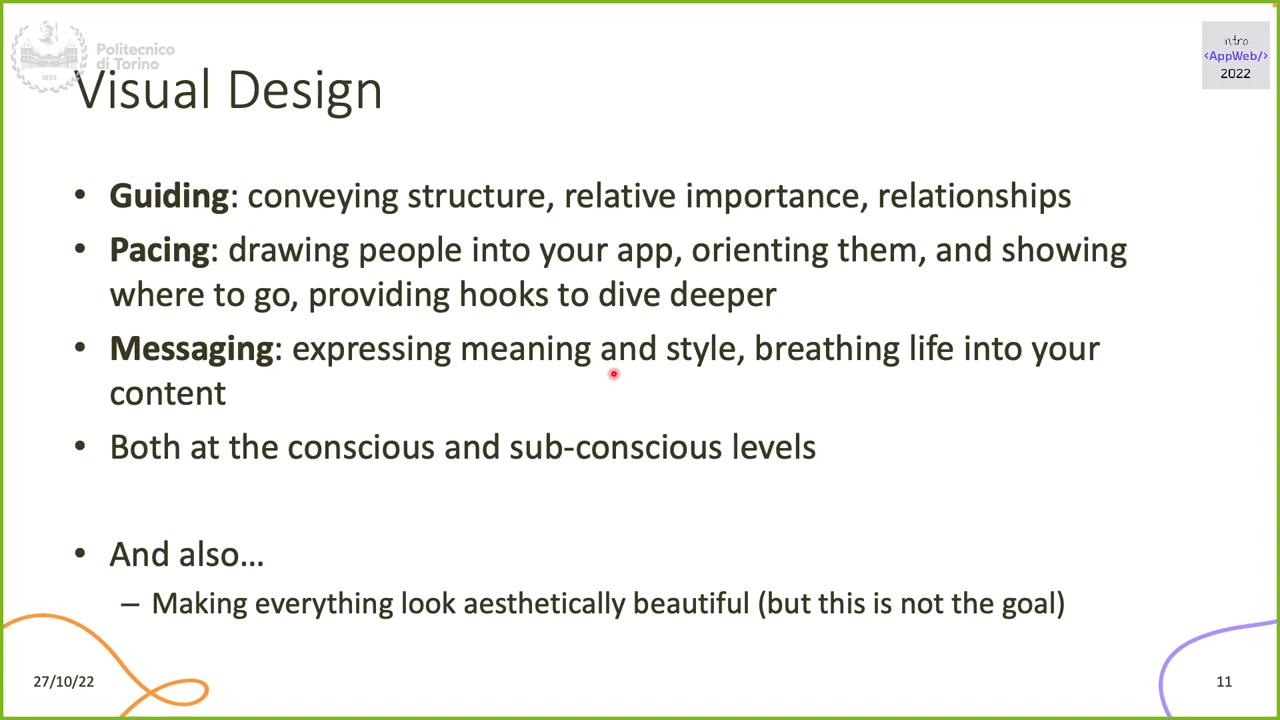 Politecnico
di Torino
1859
intro
<AppWeb/>
2022
Visual Design
• Guiding: conveying structure, relative importance, relationships
• Pacing: drawing people into your app, orienting them, and showing
where to go, providing hooks to dive deeper
• Messaging: expressing meaning and style, breathing life into your
content
• Both at the conscious and sub-conscious levels
• And also…
– Making everything look aesthetically beautiful (but this is not the goal)
27/10/22
11